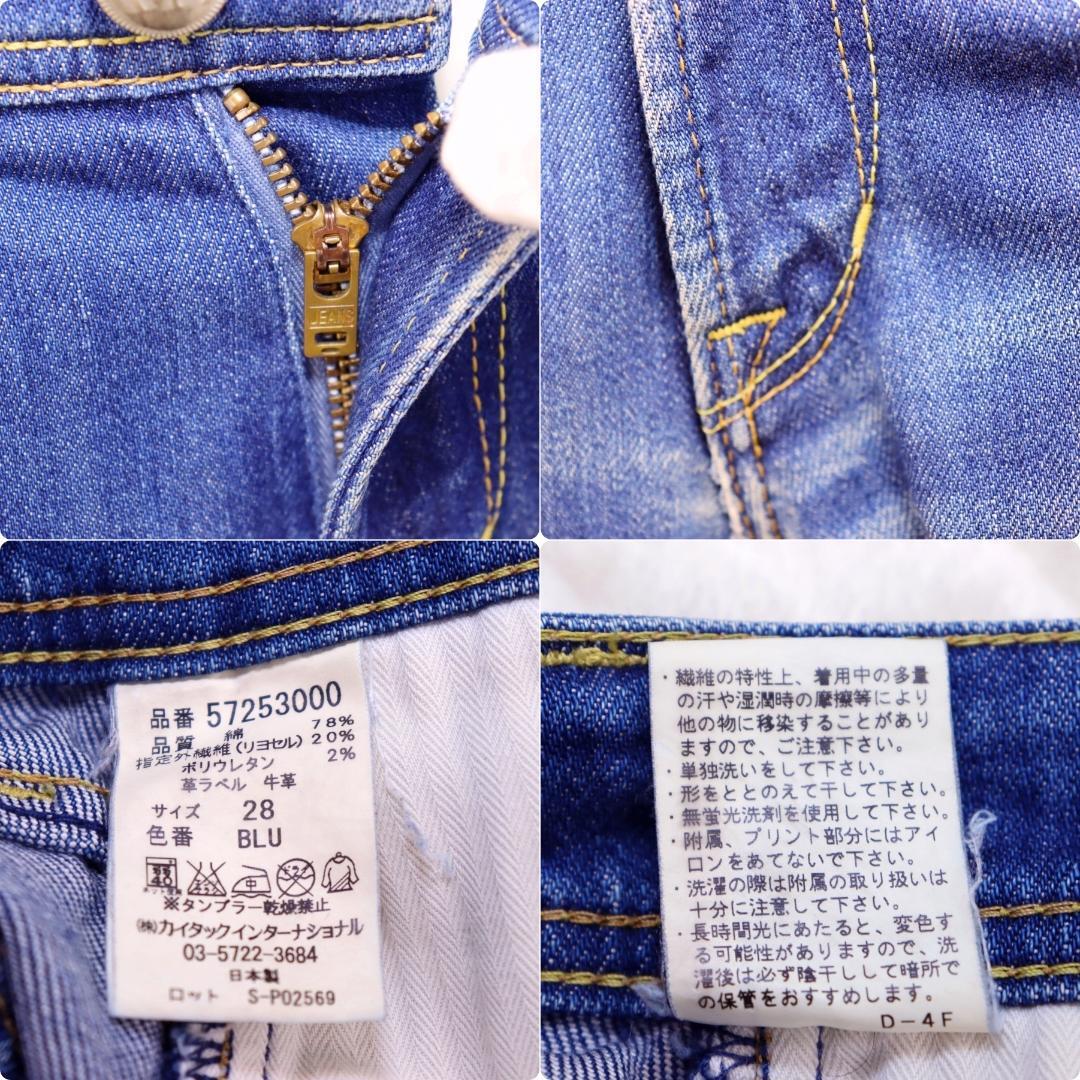 JEANS
品番 57253000
品質 綿 78%
指定外繊維(リヨセル) 20%
ポリウレタン 2%
革ラベル 牛革
サイズ 28
色番 BLU
※タンブラー乾燥禁止
㈱カイタックインターナショナル
03-5722-3684
日本製
ロット S-P02569
・繊維の特性上、着用中の多量
の汗や湿潤時の摩擦等により
他の物に移染することがあり
ますので、ご注意下さい。
・単独洗いをして下さい。
・形をととのえて干して下さい。
・無蛍光洗剤を使用して下さい。
・附属、プリント部分にはアイ
ロンをあてないで下さい。
・洗濯の際は附属の取り扱いは
十分に注意して下さい。
・長時間光にあたると、変色す
る可能性がありますので、洗
濯後は必ず陰干しして暗所で
の保管をおすすめします。
D-4F